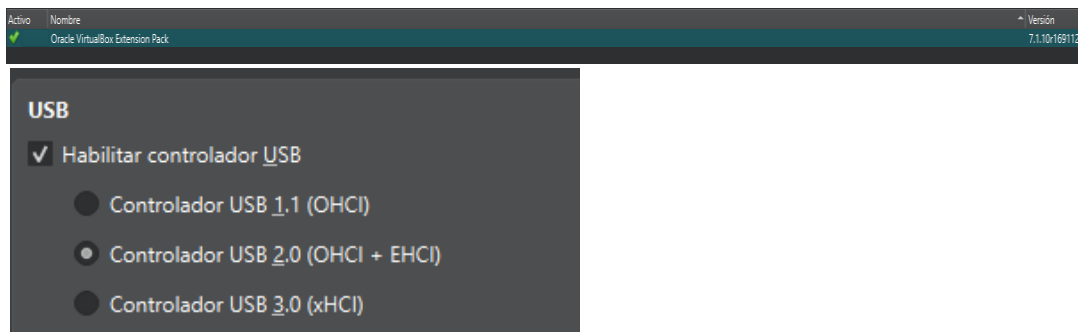 Activo Nombre Versión
Oracle VirtualBox Extension Pack 7.1.10r169112
USB
Habilitar controlador USB
Controlador USB 1.1 (OHCI)
Controlador USB 2.0 (OHCI + EHCI)
Controlador USB 3.0 (xHCI)